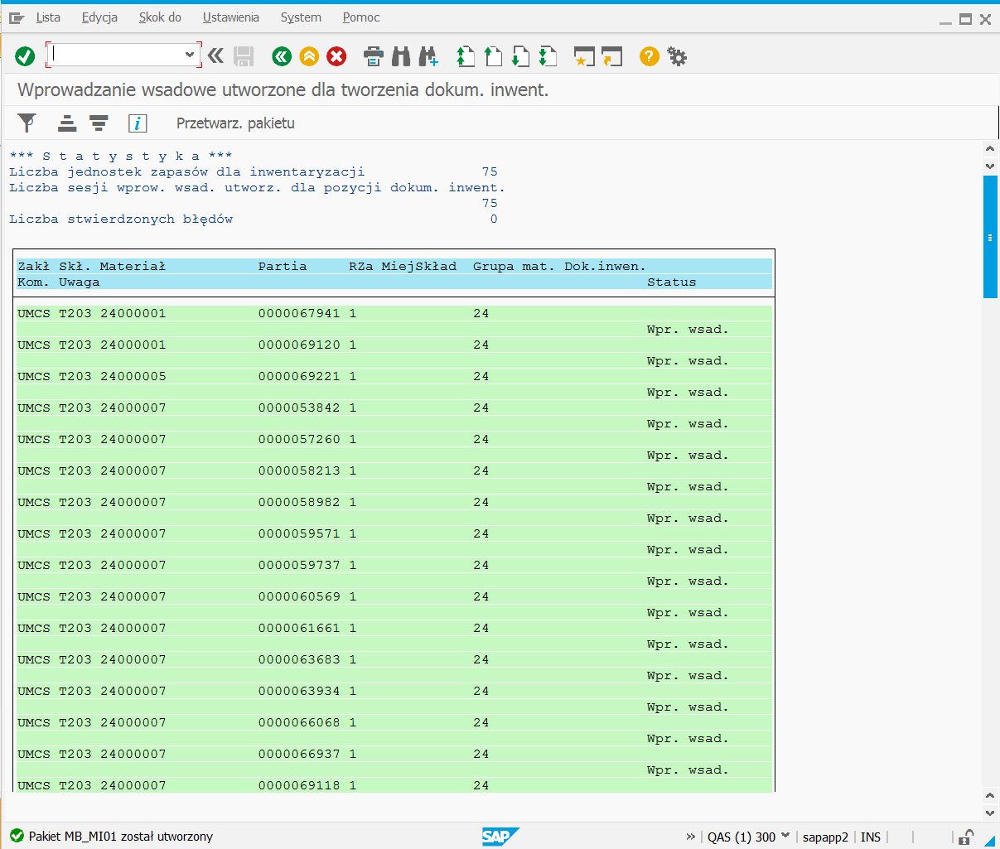 Lista Edycja Skok do Ustawienia System Pomoc
Wprowadzanie wsadowe utworzone dla tworzenia dokum. inwent.
Przetwarz. pakietu
*** S t a t y s t y k a ***
Liczba jednostek zapasów dla inwentaryzacji 75
Liczba sesji wprow. wsad. utworz. dla pozycji dokum. inwent.
75
Liczba stwierdzonych błędów 0
Zakł Skł. Materiał Partia RZa MiejSkład Grupa mat. Dok.inwen.
Kom. Uwaga Status
UMCS T203 24000001 0000067941 1 24
Wpr. wsad.
UMCS T203 24000001 0000069120 1 24
Wpr. wsad.
UMCS T203 24000005 0000069221 1 24
Wpr. wsad.
UMCS T203 24000007 0000053842 1 24
Wpr. wsad.
UMCS T203 24000007 0000057260 1 24
Wpr. wsad.
UMCS T203 24000007 0000058213 1 24
Wpr. wsad.
UMCS T203 24000007 0000058982 1 24
Wpr. wsad.
UMCS T203 24000007 0000059571 1 24
Wpr. wsad.
UMCS T203 24000007 0000059737 1 24
Wpr. wsad.
UMCS T203 24000007 0000060569 1 24
Wpr. wsad.
UMCS T203 24000007 0000061661 1 24
Wpr. wsad.
UMCS T203 24000007 0000063683 1 24
Wpr. wsad.
UMCS T203 24000007 0000063934 1 24
Wpr. wsad.
UMCS T203 24000007 0000066068 1 24
Wpr. wsad.
UMCS T203 24000007 0000066937 1 24
Wpr. wsad.
UMCS T203 24000007 0000069118 1 24
Pakiet MB_MI01 został utworzony SAP » QAS (1) 300 sapapp2 INS